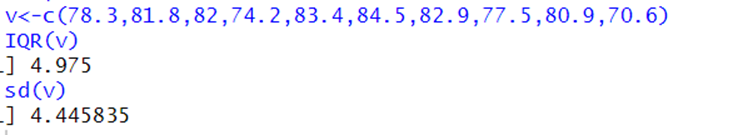 v<-c(78.3,81.8,82,74.2,83.4,84.5,82.9,77.5,80.9,70.6)
IQR(v)
] 4.975
sd(v)
] 4.445835